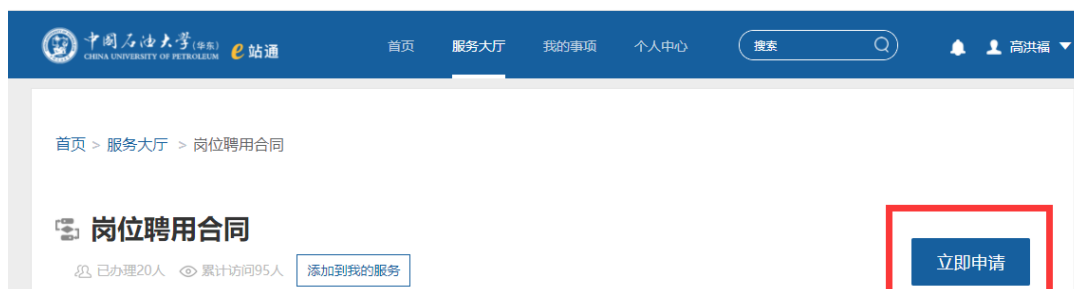 中国石油大学(华东) e站通 首页 服务大厅 我的事项 个人中心 搜索 高洪福
CHINA UNIVERSITY OF PETROLEUM
首页 > 服务大厅 > 岗位聘用合同
岗位聘用合同
已办理20人 累计访问95人 添加到我的服务 立即申请